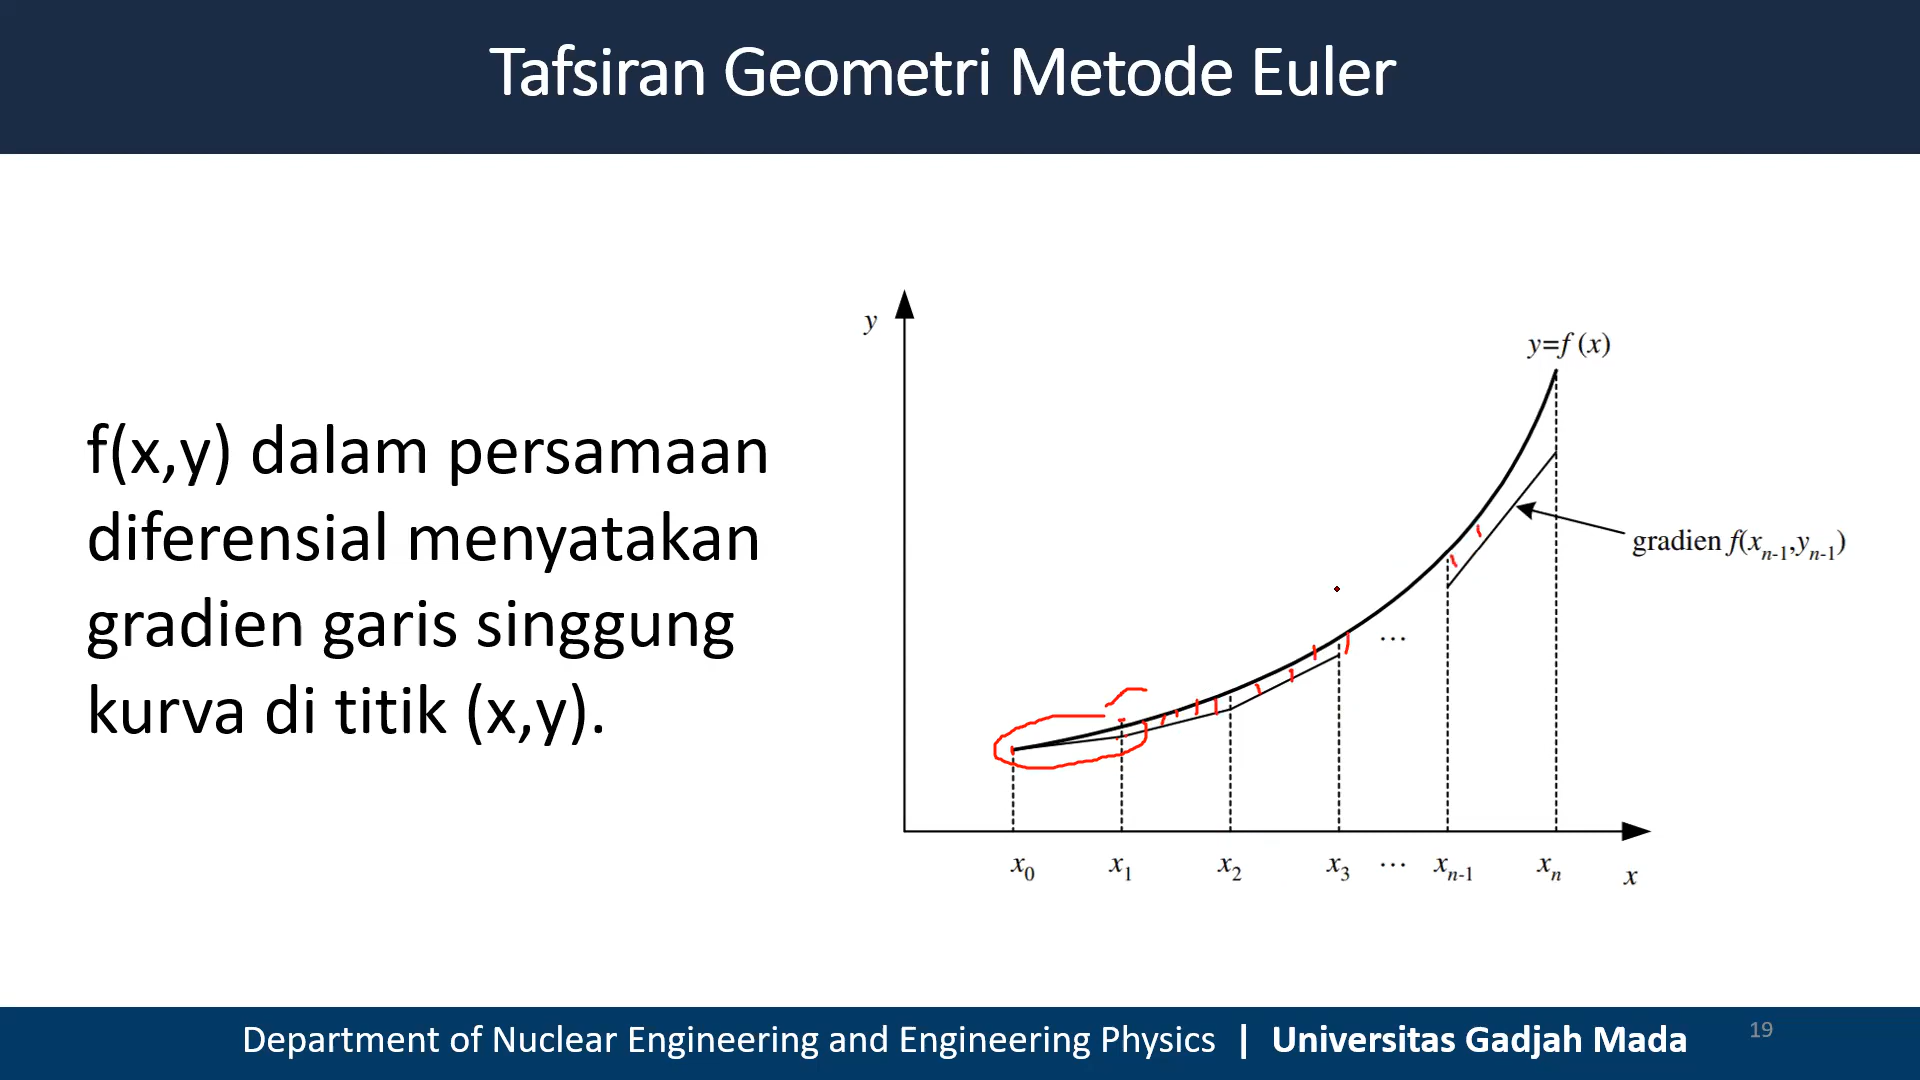 Tafsiran Geometri Metode Euler
f(x,y) dalam persamaan
diferensial menyatakan
gradien garis singgung
kurva di titik (x,y).
y
y=f (x)
gradien f(xn-1,yn-1)
...
x0 x1 x2 x3 ... xn-1 xn x
Department of Nuclear Engineering and Engineering Physics | Universitas Gadjah Mada 19